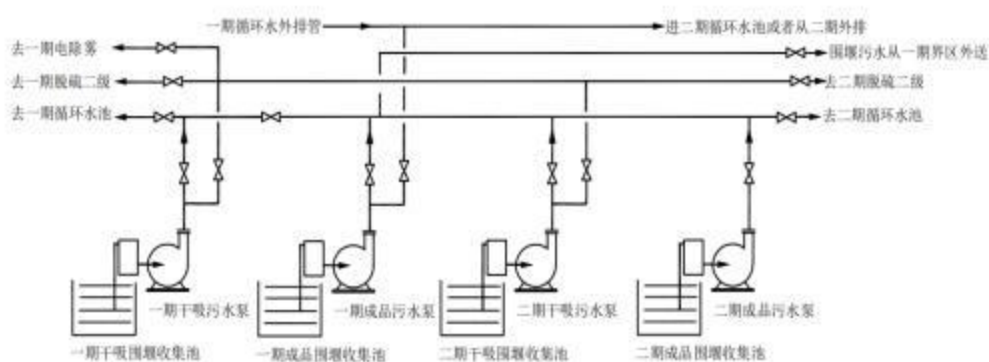 一期循环水外排管
进二期循环水池或者从二期外排
去一期电除雾
围堰污水从一期界区外送
去一期脱硫二级
去二期脱硫二级
去一期循环水池
去二期循环水池
一期干吸污水泵
一期成品污水泵
二期干吸污水泵
二期成品污水泵
一期干吸围堰收集池
一期成品围堰收集池
二期干吸围堰收集池
二期成品围堰收集池